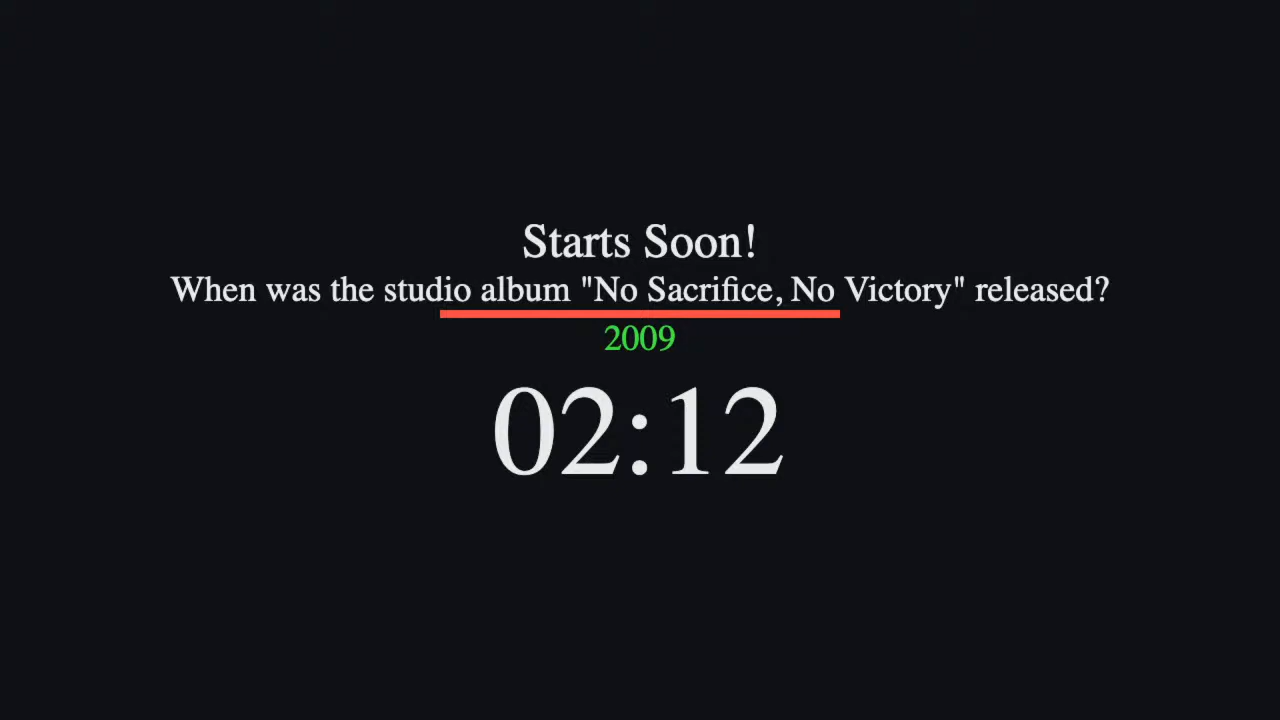 Starts Soon!
When was the studio album "No Sacrifice, No Victory" released?
2009
02:12